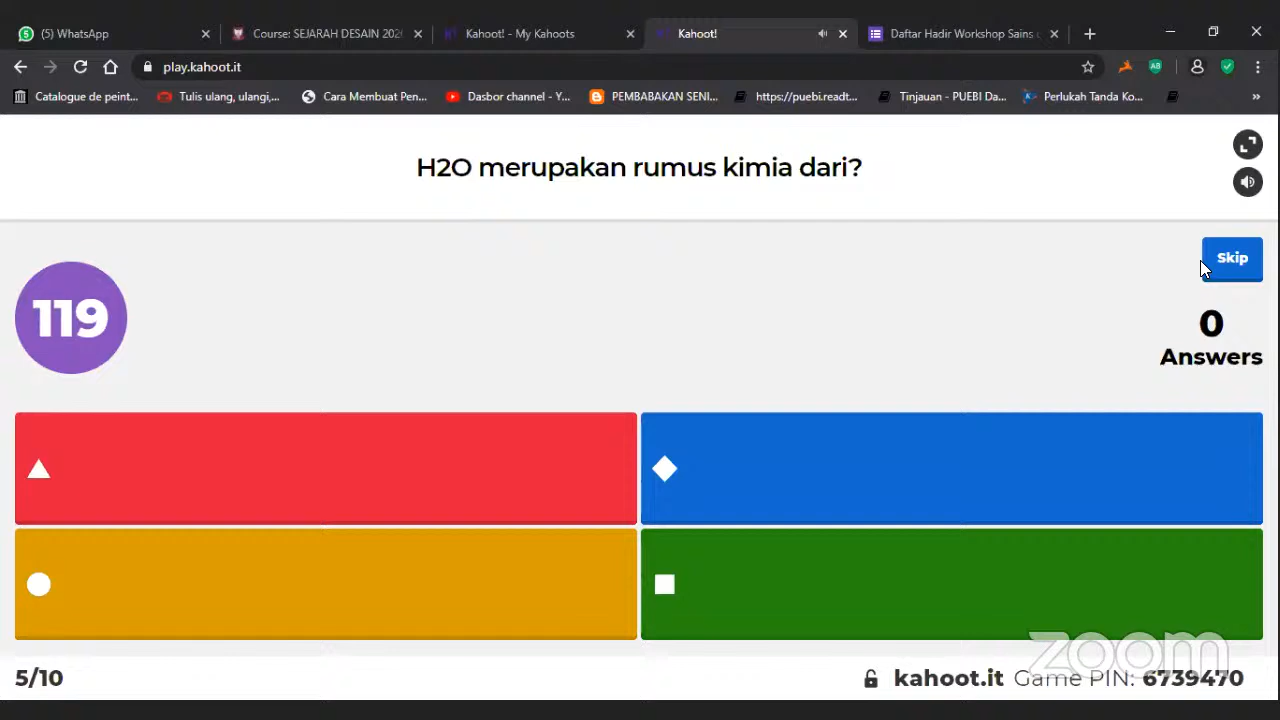 (5) WhatsApp
Course: SEJARAH DESAIN 202
Kahoot! - My Kahoots
Kahoot!
Daftar Hadir Workshop Sains
play.kahoot.it
Catalogue de peint...
Tulis ulang, ulangi,...
Cara Membuat Pen...
Dasbor channel - Y...
PEMBABAKAN SENI...
https://puebi.readt...
Tinjauan - PUEBI Da...
Perlukah Tanda Ko...
»
H2O merupakan rumus kimia dari?
Skip
119
0
Answers
zoom
5/10
kahoot.it Game PIN: 6739470